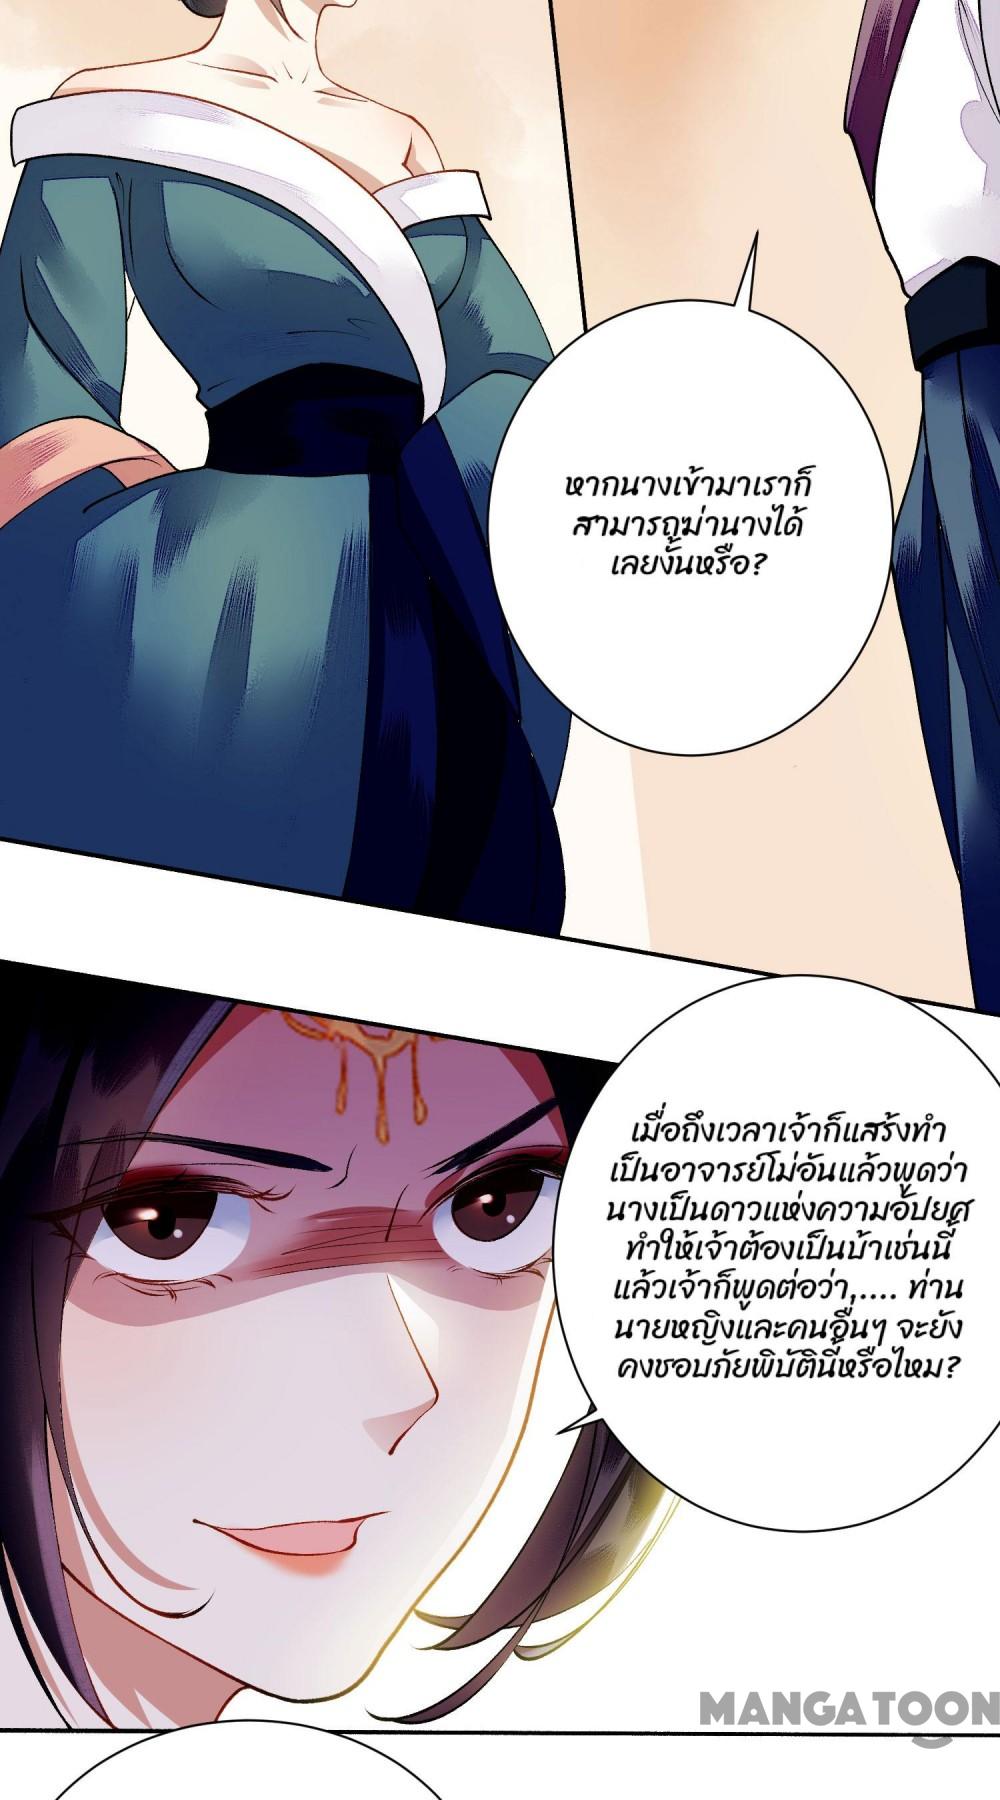 หากนางเข้ามาเราก็
สามารถฆ่านางได้
เลยงั้นหรือ?
เมื่อถึงเวลาเจ้าก็แสร้งทำ
เป็นอาจารย์โม่อันแล้วพูดว่า
นางเป็นดาวแห่งความอัปยศ
ทำให้เจ้าต้องเป็นบ้าเช่นนี้
แล้วเจ้าก็พูดต่อว่า,.... ท่าน
นายหญิงและคนอื่นๆ จะยัง
คงชอบภัยพิบัตินี้หรือไหม?
MANGATOON